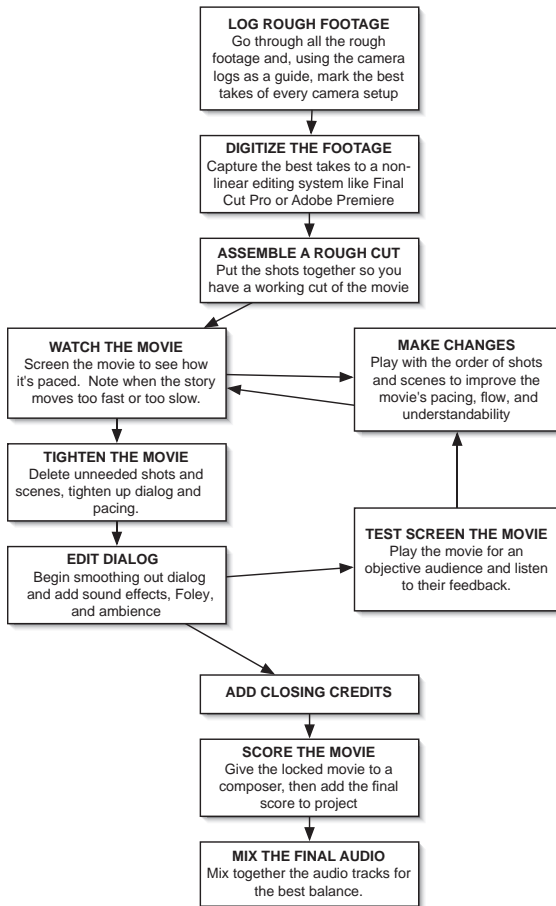 LOG ROUGH FOOTAGE
Go through all the rough
footage and, using the camera
logs as a guide, mark the best
takes of every camera setup
DIGITIZE THE FOOTAGE
Capture the best takes to a non-
linear editing system like Final
Cut Pro or Adobe Premiere
ASSEMBLE A ROUGH CUT
Put the shots together so you
have a working cut of the movie
WATCH THE MOVIE
Screen the movie to see how
it's paced.  Note when the story
moves too fast or too slow.
MAKE CHANGES
Play with the order of shots
and scenes to improve the
movie's pacing, flow, and
understandability
TIGHTEN THE MOVIE
Delete unneeded shots and
scenes, tighten up dialog and
pacing.
TEST SCREEN THE MOVIE
Play the movie for an
objective audience and listen
to their feedback.
EDIT DIALOG
Begin smoothing out dialog
and add sound effects, Foley,
and ambience
ADD CLOSING CREDITS
SCORE THE MOVIE
Give the locked movie to a
composer, then add the final
score to project
MIX THE FINAL AUDIO
Mix together the audio tracks for
the best balance.